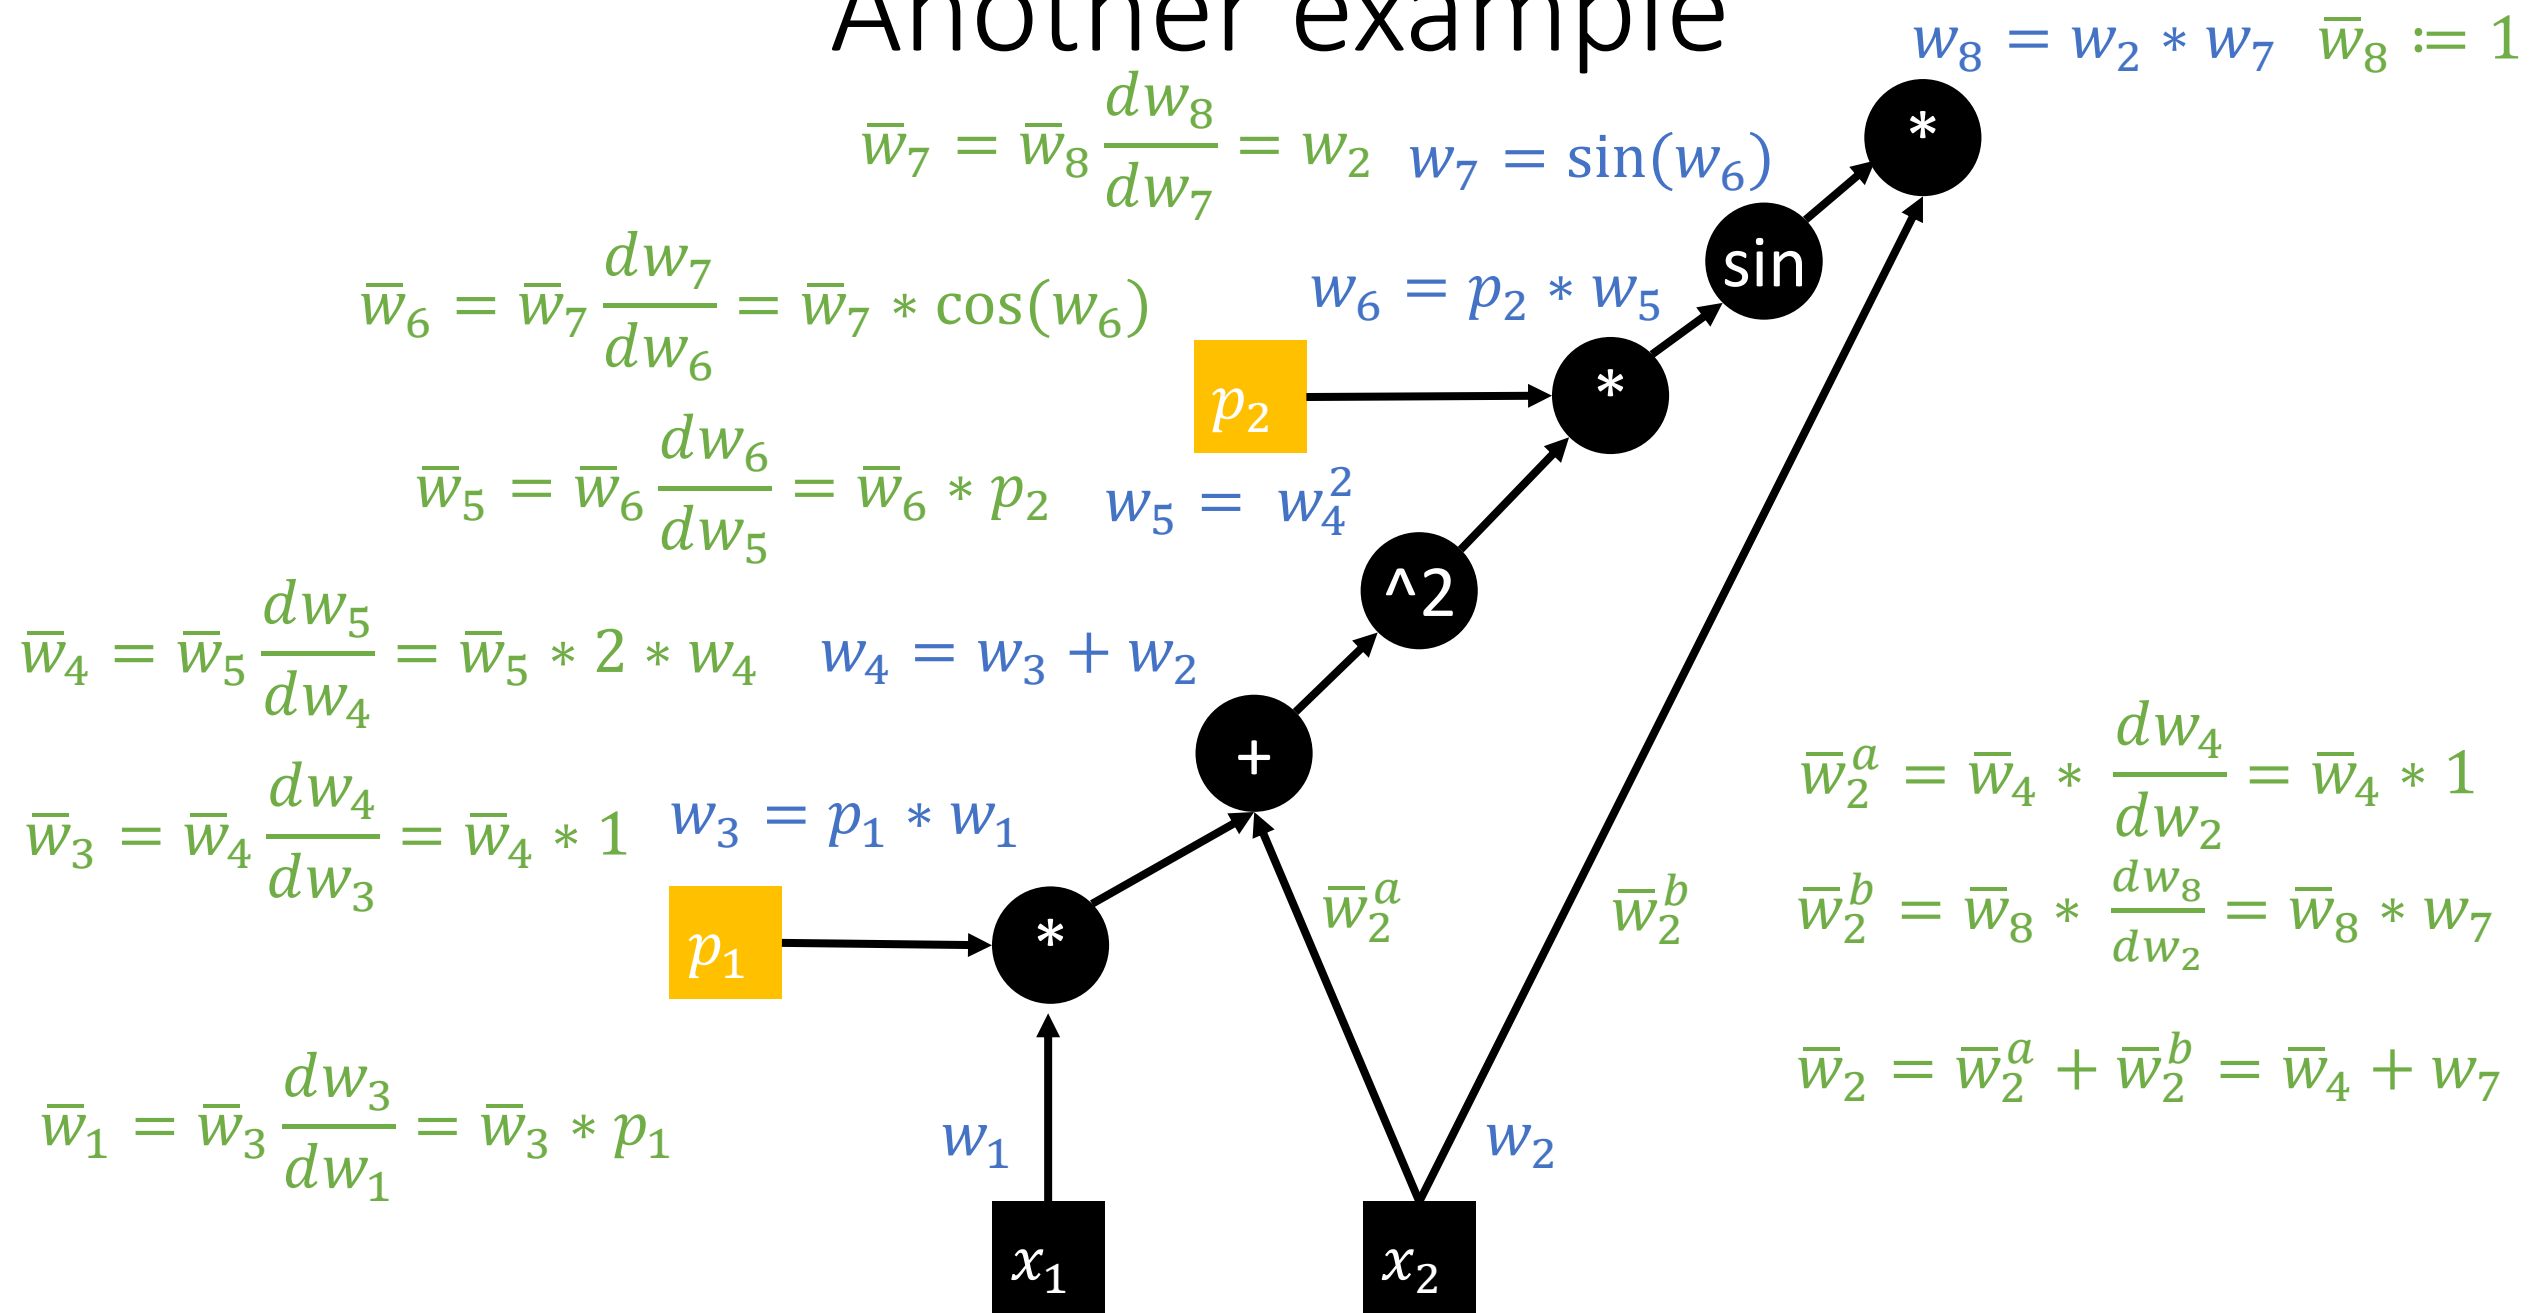 Another example
w₈ = w₂ ∗ w₇ w̅₈ ≔ 1
w̅₇ = w̅₈ dw₈/dw₇ = w₂ w₇ = sin(w₆)
*
sin
w̅₆ = w̅₇ dw₇/dw₆ = w̅₇ ∗ cos(w₆)
w₆ = p₂ ∗ w₅
p₂
*
w̅₅ = w̅₆ dw₆/dw₅ = w̅₆ ∗ p₂
w₅ = w₄²
^2
w̅₄ = w̅₅ dw₅/dw₄ = w̅₅ ∗ 2 ∗ w₄
w₄ = w₃ + w₂
+
w̅₂ᵃ = w̅₄ ∗ dw₄/dw₂ = w̅₄ ∗ 1
w̅₃ = w̅₄ dw₄/dw₃ = w̅₄ ∗ 1
w₃ = p₁ ∗ w₁
w̅₂ᵃ
w̅₂ᵇ
w̅₂ᵇ = w̅₈ ∗ dw₈/dw₂ = w̅₈ ∗ w₇
p₁
*
w̅₂ = w̅₂ᵃ + w̅₂ᵇ = w̅₄ + w₇
w̅₁ = w̅₃ dw₃/dw₁ = w̅₃ ∗ p₁
w₁
w₂
x₁
x₂